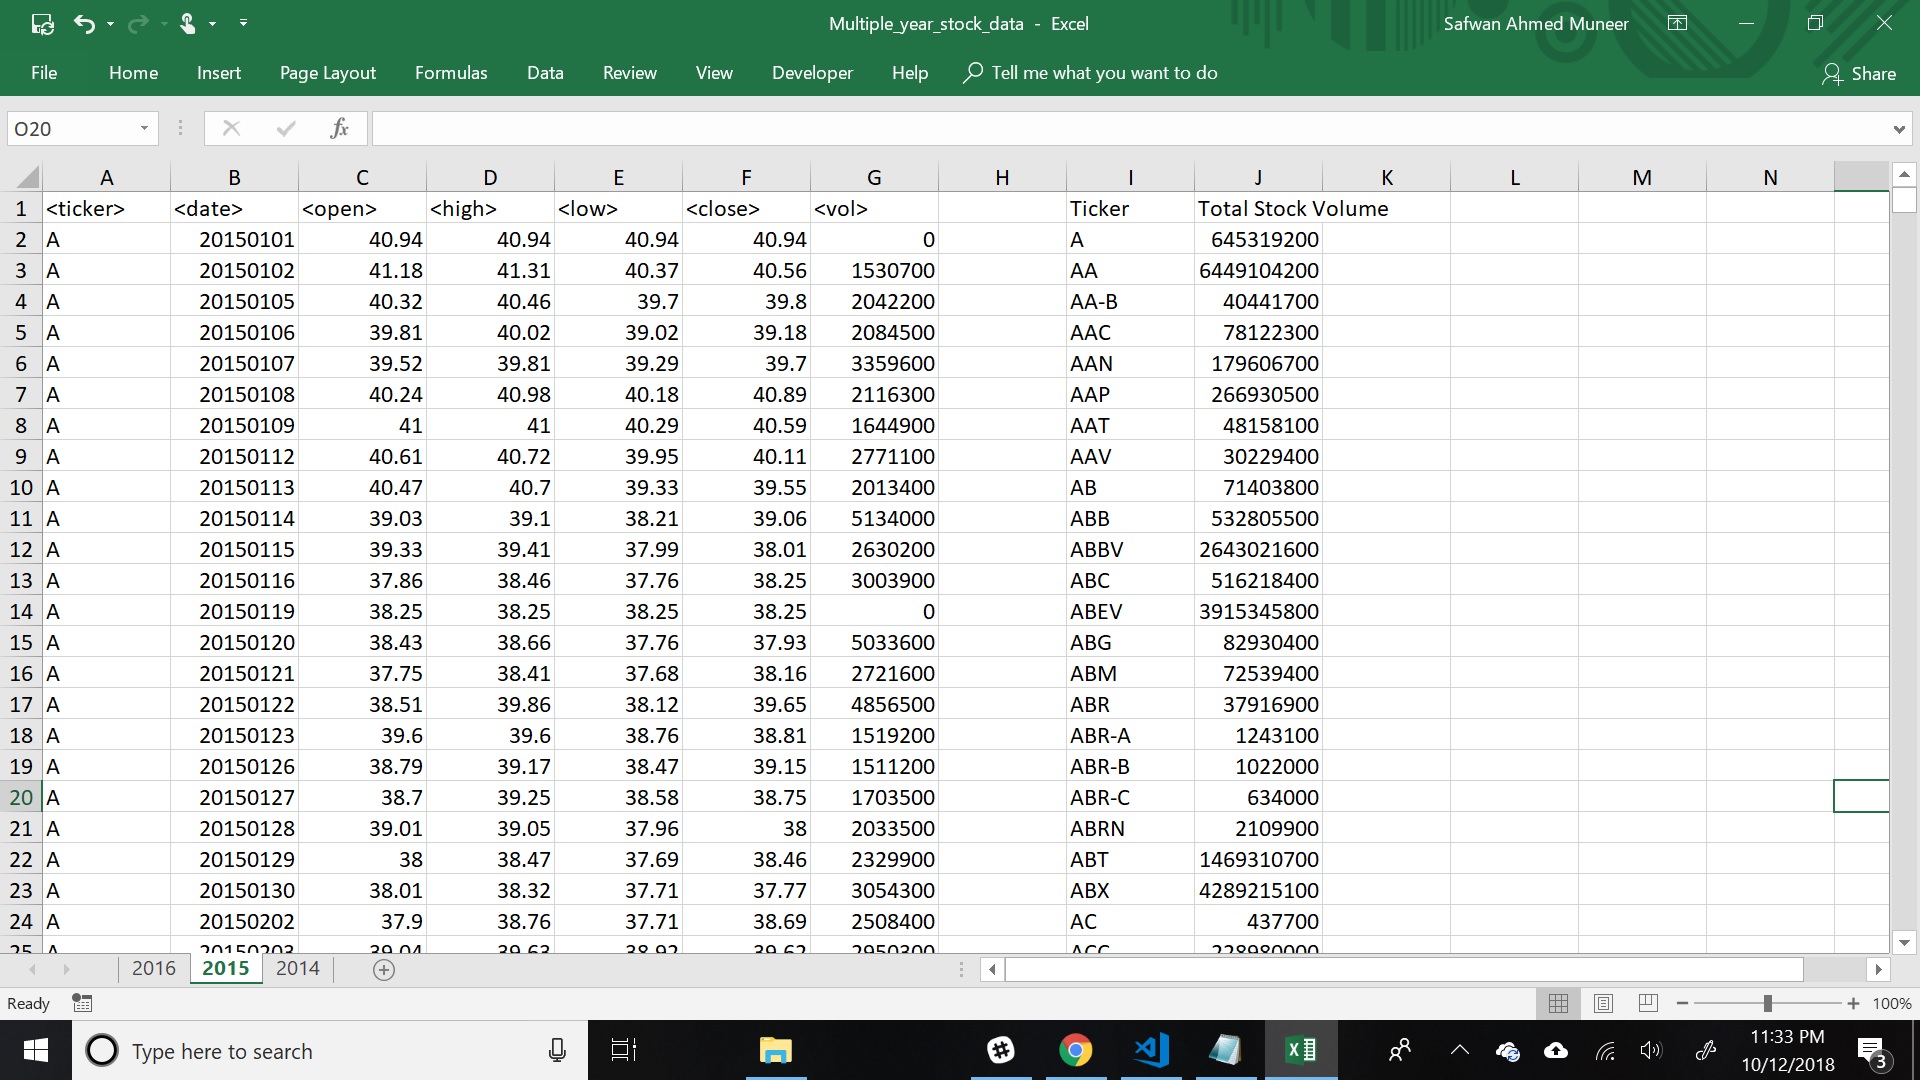 Multiple_year_stock_data - Excel Safwan Ahmed Muneer
File Home Insert Page Layout Formulas Data Review View Developer Help Tell me what you want to do Share
O20 fx
A B C D E F G H I J K L M N
1 <ticker> <date> <open> <high> <low> <close> <vol> Ticker Total Stock Volume
2 A 20150101 40.94 40.94 40.94 40.94 0 A 645319200
3 A 20150102 41.18 41.31 40.37 40.56 1530700 AA 6449104200
4 A 20150105 40.32 40.46 39.7 39.8 2042200 AA-B 40441700
5 A 20150106 39.81 40.02 39.02 39.18 2084500 AAC 78122300
6 A 20150107 39.52 39.81 39.29 39.7 3359600 AAN 179606700
7 A 20150108 40.24 40.98 40.18 40.89 2116300 AAP 266930500
8 A 20150109 41 41 40.29 40.59 1644900 AAT 48158100
9 A 20150112 40.61 40.72 39.95 40.11 2771100 AAV 30229400
10 A 20150113 40.47 40.7 39.33 39.55 2013400 AB 71403800
11 A 20150114 39.03 39.1 38.21 39.06 5134000 ABB 532805500
12 A 20150115 39.33 39.41 37.99 38.01 2630200 ABBV 2643021600
13 A 20150116 37.86 38.46 37.76 38.25 3003900 ABC 516218400
14 A 20150119 38.25 38.25 38.25 38.25 0 ABEV 3915345800
15 A 20150120 38.43 38.66 37.76 37.93 5033600 ABG 82930400
16 A 20150121 37.75 38.41 37.68 38.16 2721600 ABM 72539400
17 A 20150122 38.51 39.86 38.12 39.65 4856500 ABR 37916900
18 A 20150123 39.6 39.6 38.76 38.81 1519200 ABR-A 1243100
19 A 20150126 38.79 39.17 38.47 39.15 1511200 ABR-B 1022000
20 A 20150127 38.7 39.25 38.58 38.75 1703500 ABR-C 634000
21 A 20150128 39.01 39.05 37.96 38 2033500 ABRN 2109900
22 A 20150129 38 38.47 37.69 38.46 2329900 ABT 1469310700
23 A 20150130 38.01 38.32 37.71 37.77 3054300 ABX 4289215100
24 A 20150202 37.9 38.76 37.71 38.69 2508400 AC 437700
25 A 20150203 39.04 39.63 38.92 39.62 2950300 ACC 228980000
2016 2015 2014
Ready 100%
Type here to search 11:33 PM
10/12/2018 3